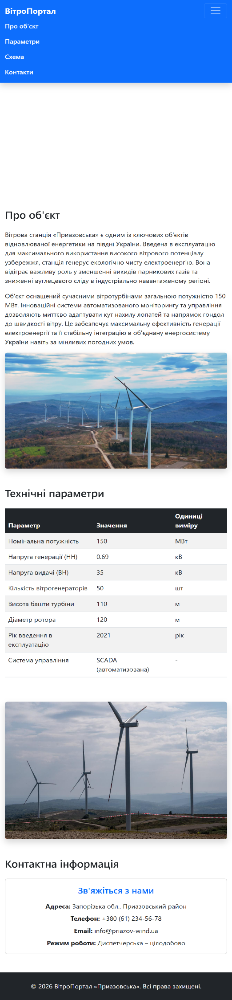 ВітроПортал
Про об'єкт
Параметри
Схема
Контакти
Про об'єкт
Вітрова станція «Приазовська» є одним із ключових об'єктів
відновлюваної енергетики на півдні України. Введена в експлуатацію
для максимального використання високого вітрового потенціалу
узбережжя, станція генерує екологічно чисту електроенергію. Вона
відіграє важливу роль у зменшенні викидів парникових газів та
зниженні вуглецевого сліду в індустріально навантаженому регіоні.
Об'єкт оснащений сучасними вітротурбінами загальною потужністю 150
МВт. Інноваційні системи автоматизованого моніторингу та управління
дозволяють миттєво адаптувати кут нахилу лопатей та напрямок гондол
до швидкості вітру. Це забезпечує максимальну ефективність генерації
електроенергії та її стабільну інтеграцію в об'єднану енергосистему
України навіть за мінливих погодних умов.
Технічні параметри
Параметр Значення Одиниці
виміру
Номінальна потужність 150 МВт
Напруга генерації (НН) 0.69 кВ
Напруга видачі (ВН) 35 кВ
Кількість вітрогенераторів 50 шт
Висота башти турбіни 110 м
Діаметр ротора 120 м
Рік введення в 2021 рік
експлуатацію
Система управління SCADA -
(автоматизована)
Контактна інформація
Зв'яжіться з нами
Адреса: Запорізька обл., Приазовський район
Телефон: +380 (61) 234-56-78
Email: info@priazov-wind.ua
Режим роботи: Диспетчерська – цілодобово
© 2026 ВітроПортал «Приазовська». Всі права захищені.